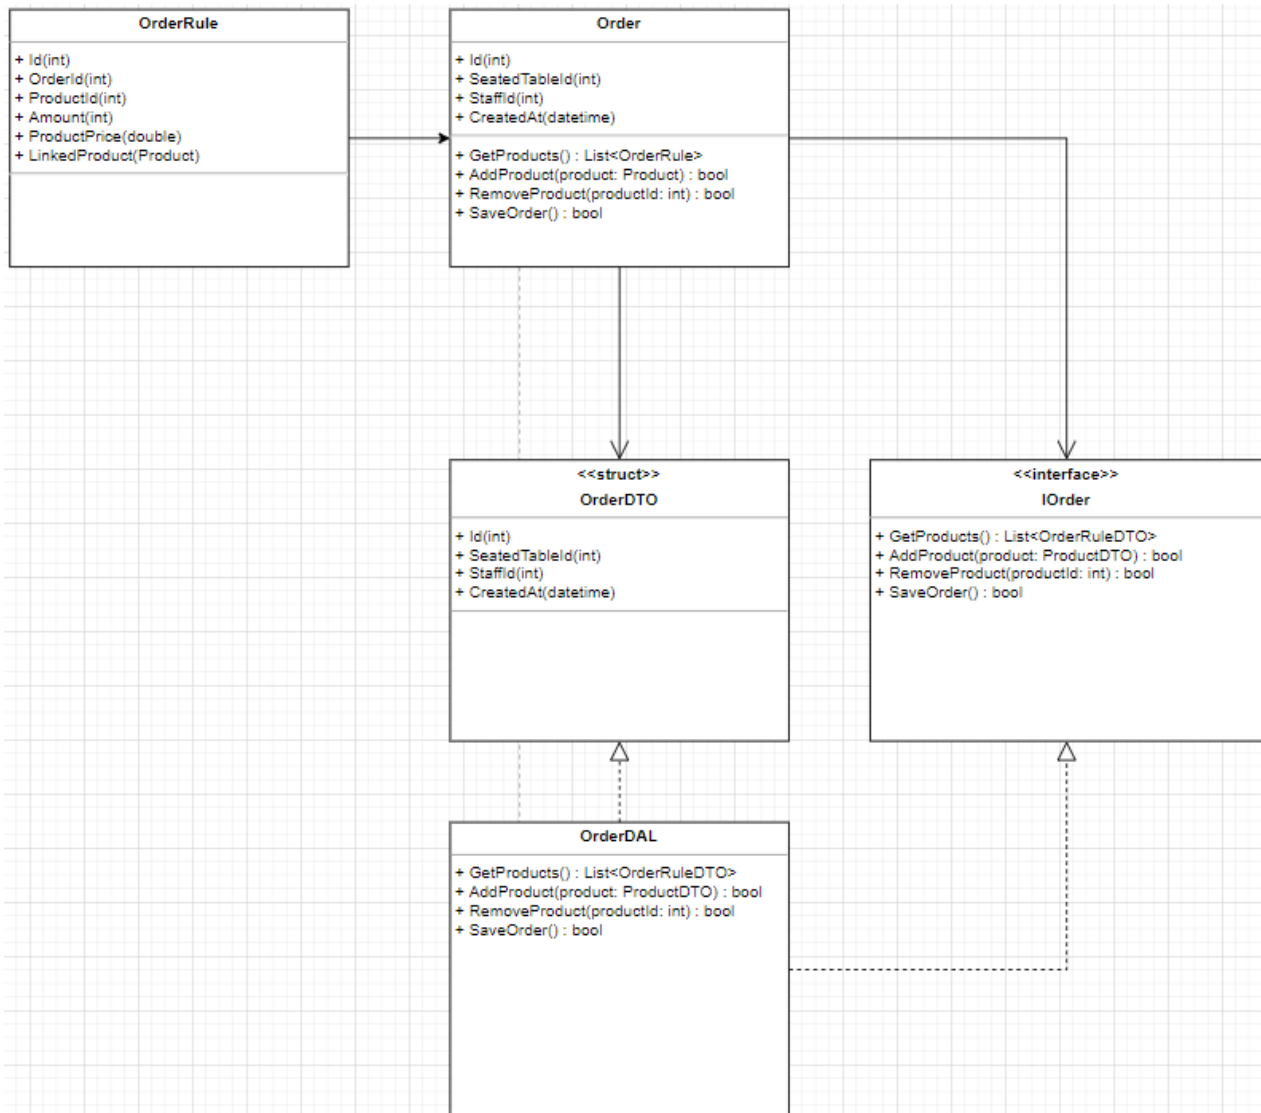 OrderRule
+ Id(int)
+ OrderId(int)
+ ProductId(int)
+ Amount(int)
+ ProductPrice(double)
+ LinkedProduct(Product)
Order
+ Id(int)
+ SeatedTableId(int)
+ StaffId(int)
+ CreatedAt(datetime)
+ GetProducts() : List<OrderRule>
+ AddProduct(product: Product) : bool
+ RemoveProduct(productId: int) : bool
+ SaveOrder() : bool
<<struct>>
OrderDTO
+ Id(int)
+ SeatedTableId(int)
+ StaffId(int)
+ CreatedAt(datetime)
<<interface>>
IOrder
+ GetProducts() : List<OrderRuleDTO>
+ AddProduct(product: ProductDTO) : bool
+ RemoveProduct(productId: int) : bool
+ SaveOrder() : bool
OrderDAL
+ GetProducts() : List<OrderRuleDTO>
+ AddProduct(product: ProductDTO) : bool
+ RemoveProduct(productId: int) : bool
+ SaveOrder() : bool